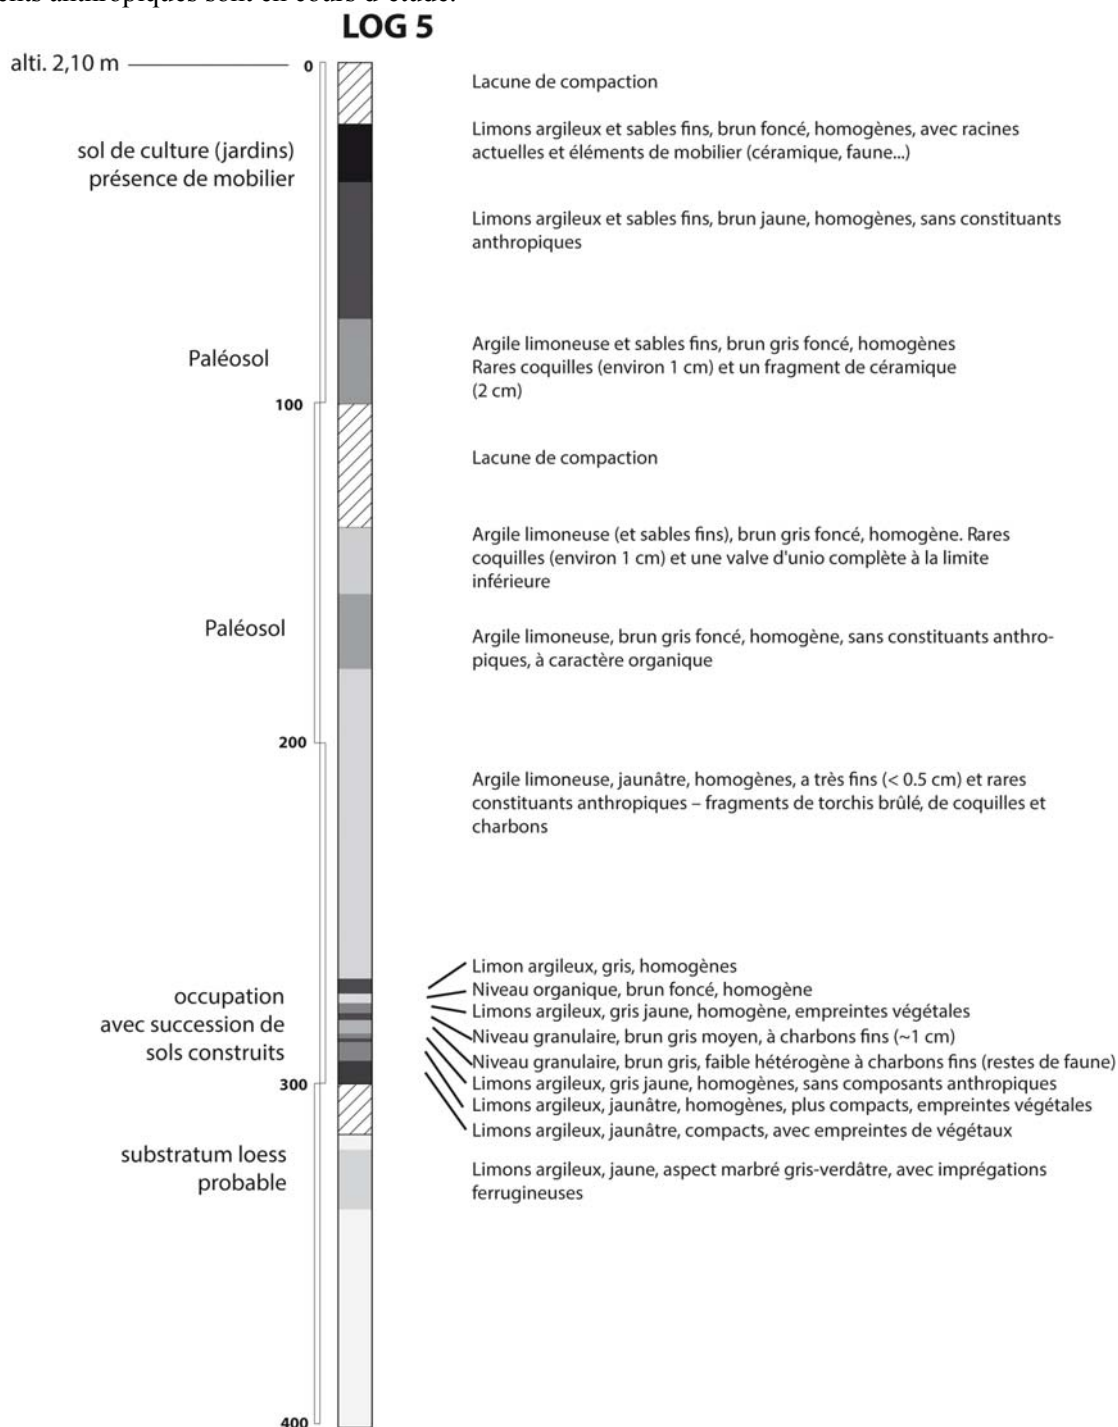 ents anthropiques sont en cours d'étude.
LOG 5
alti. 2,10 m
0
Lacune de compaction
sol de culture (jardins)
présence de mobilier
Limons argileux et sables fins, brun foncé, homogènes, avec racines
actuelles et éléments de mobilier (céramique, faune...)
Limons argileux et sables fins, brun jaune, homogènes, sans constituants
anthropiques
Paléosol
Argile limoneuse et sables fins, brun gris foncé, homogènes
Rares coquilles (environ 1 cm) et un fragment de céramique
(2 cm)
100
Lacune de compaction
Argile limoneuse (et sables fins), brun gris foncé, homogène. Rares
coquilles (environ 1 cm) et une valve d'unio complète à la limite
inférieure
Paléosol
Argile limoneuse, brun gris foncé, homogène, sans constituants anthro-
piques, à caractère organique
200
Argile limoneuse, jaunâtre, homogènes, a très fins (< 0.5 cm) et rares
constituants anthropiques – fragments de torchis brûlé, de coquilles et
charbons
occupation
avec succession de
sols construits
Limon argileux, gris, homogènes
Niveau organique, brun foncé, homogène
Limons argileux, gris jaune, homogène, empreintes végétales
Niveau granulaire, brun gris moyen, à charbons fins (~1 cm)
Niveau granulaire, brun gris, faible hétérogène à charbons fins (restes de faune)
Limons argileux, gris jaune, homogènes, sans composants anthropiques
Limons argileux, jaunâtre, homogènes, plus compacts, empreintes végétales
Limons argileux, jaunâtre, compacts, avec empreintes de végétaux
300
substratum loess
probable
Limons argileux, jaune, aspect marbré gris-verdâtre, avec imprégations
ferrugineuses
400